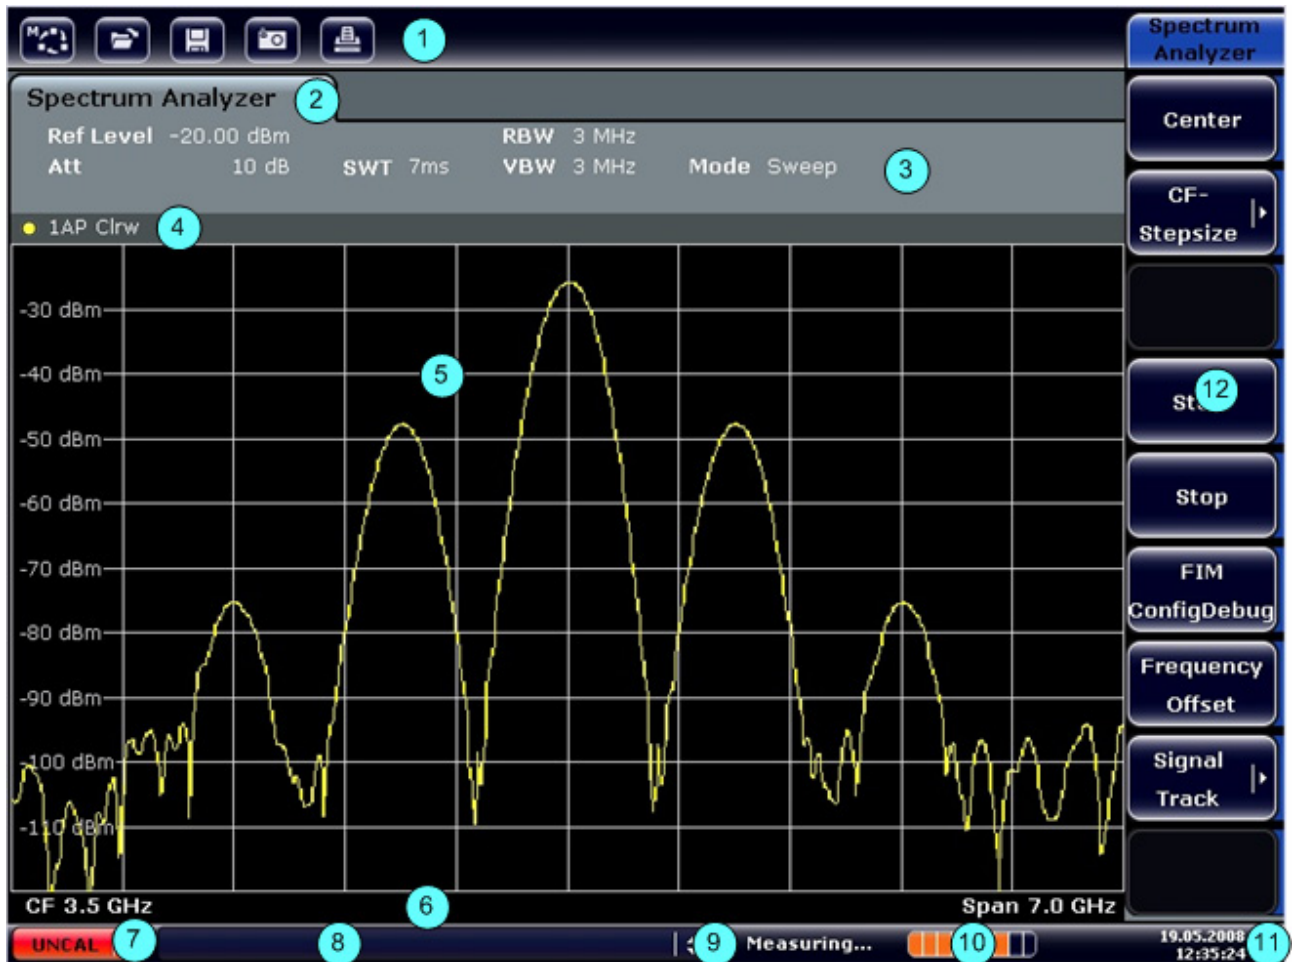 M
1
Spectrum Analyzer
Spectrum Analyzer 2
Ref Level -20.00 dBm RBW 3 MHz
Att 10 dB SWT 7ms VBW 3 MHz Mode Sweep 3
1AP Clrw 4
-30 dBm
-40 dBm
-50 dBm
-60 dBm
-70 dBm
-80 dBm
-90 dBm
-100 dBm
-110 dBm
5
CF 3.5 GHz 6 Span 7.0 GHz
UNCAL 7 8 9 Measuring... 10 19.05.2008
12:35:24 11
Center
CF-
Stepsize
12
Stop
FIM
ConfigDebug
Frequency
Offset
Signal
Track